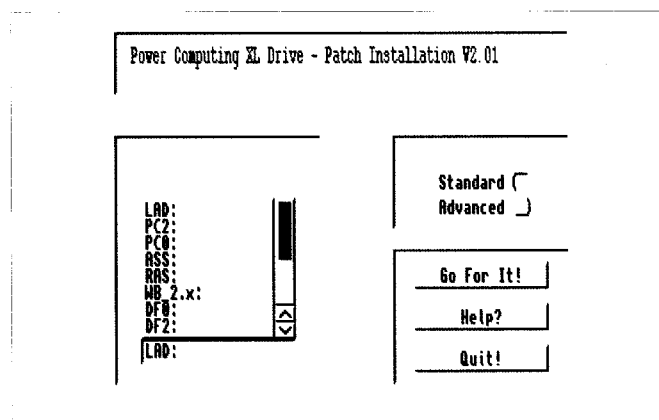 Power Computing XL Drive - Patch Installation V2.01
LAD:
PC2:
PC0:
ASS:
RAS:
WB_2.x:
DF0:
DF2:
LAD:
Standard
Advanced
Go For It!
Help?
Quit!